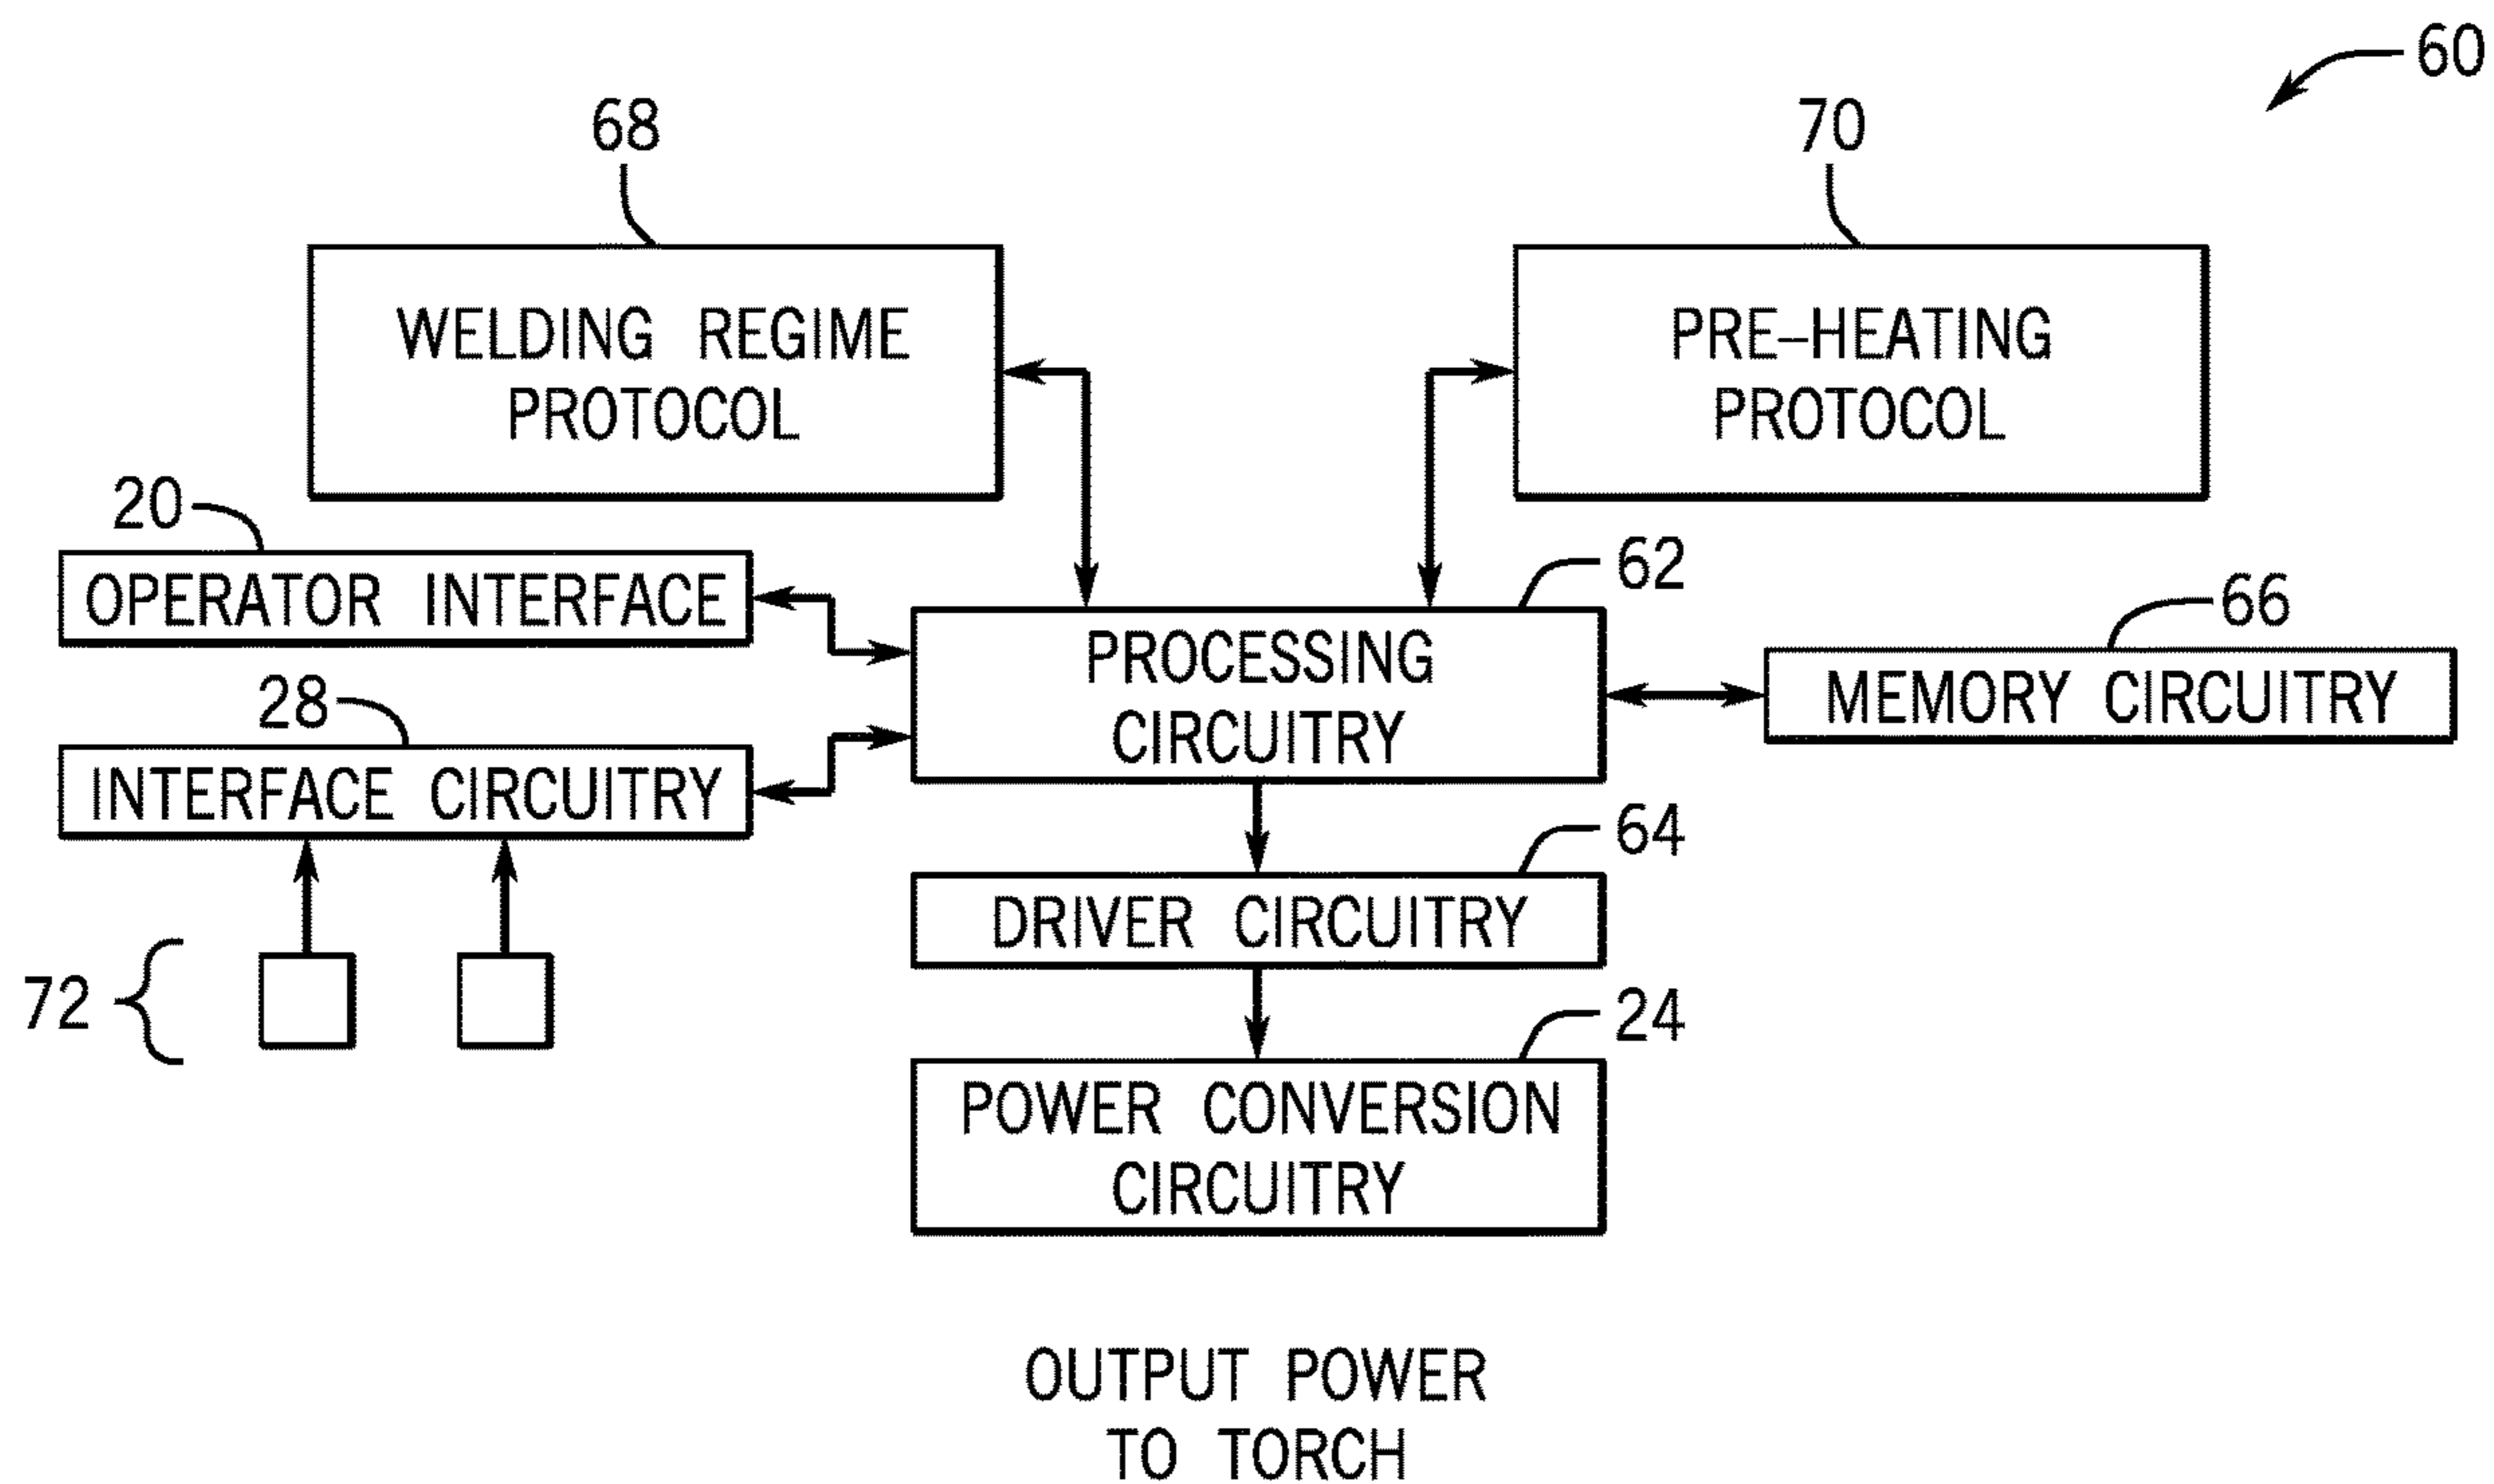 60
68
70
WELDING REGIME
PROTOCOL
PRE-HEATING
PROTOCOL
20
OPERATOR INTERFACE
62
PROCESSING
CIRCUITRY
66
MEMORY CIRCUITRY
28
INTERFACE CIRCUITRY
64
DRIVER CIRCUITRY
72
24
POWER CONVERSION
CIRCUITRY
OUTPUT POWER
TO TORCH